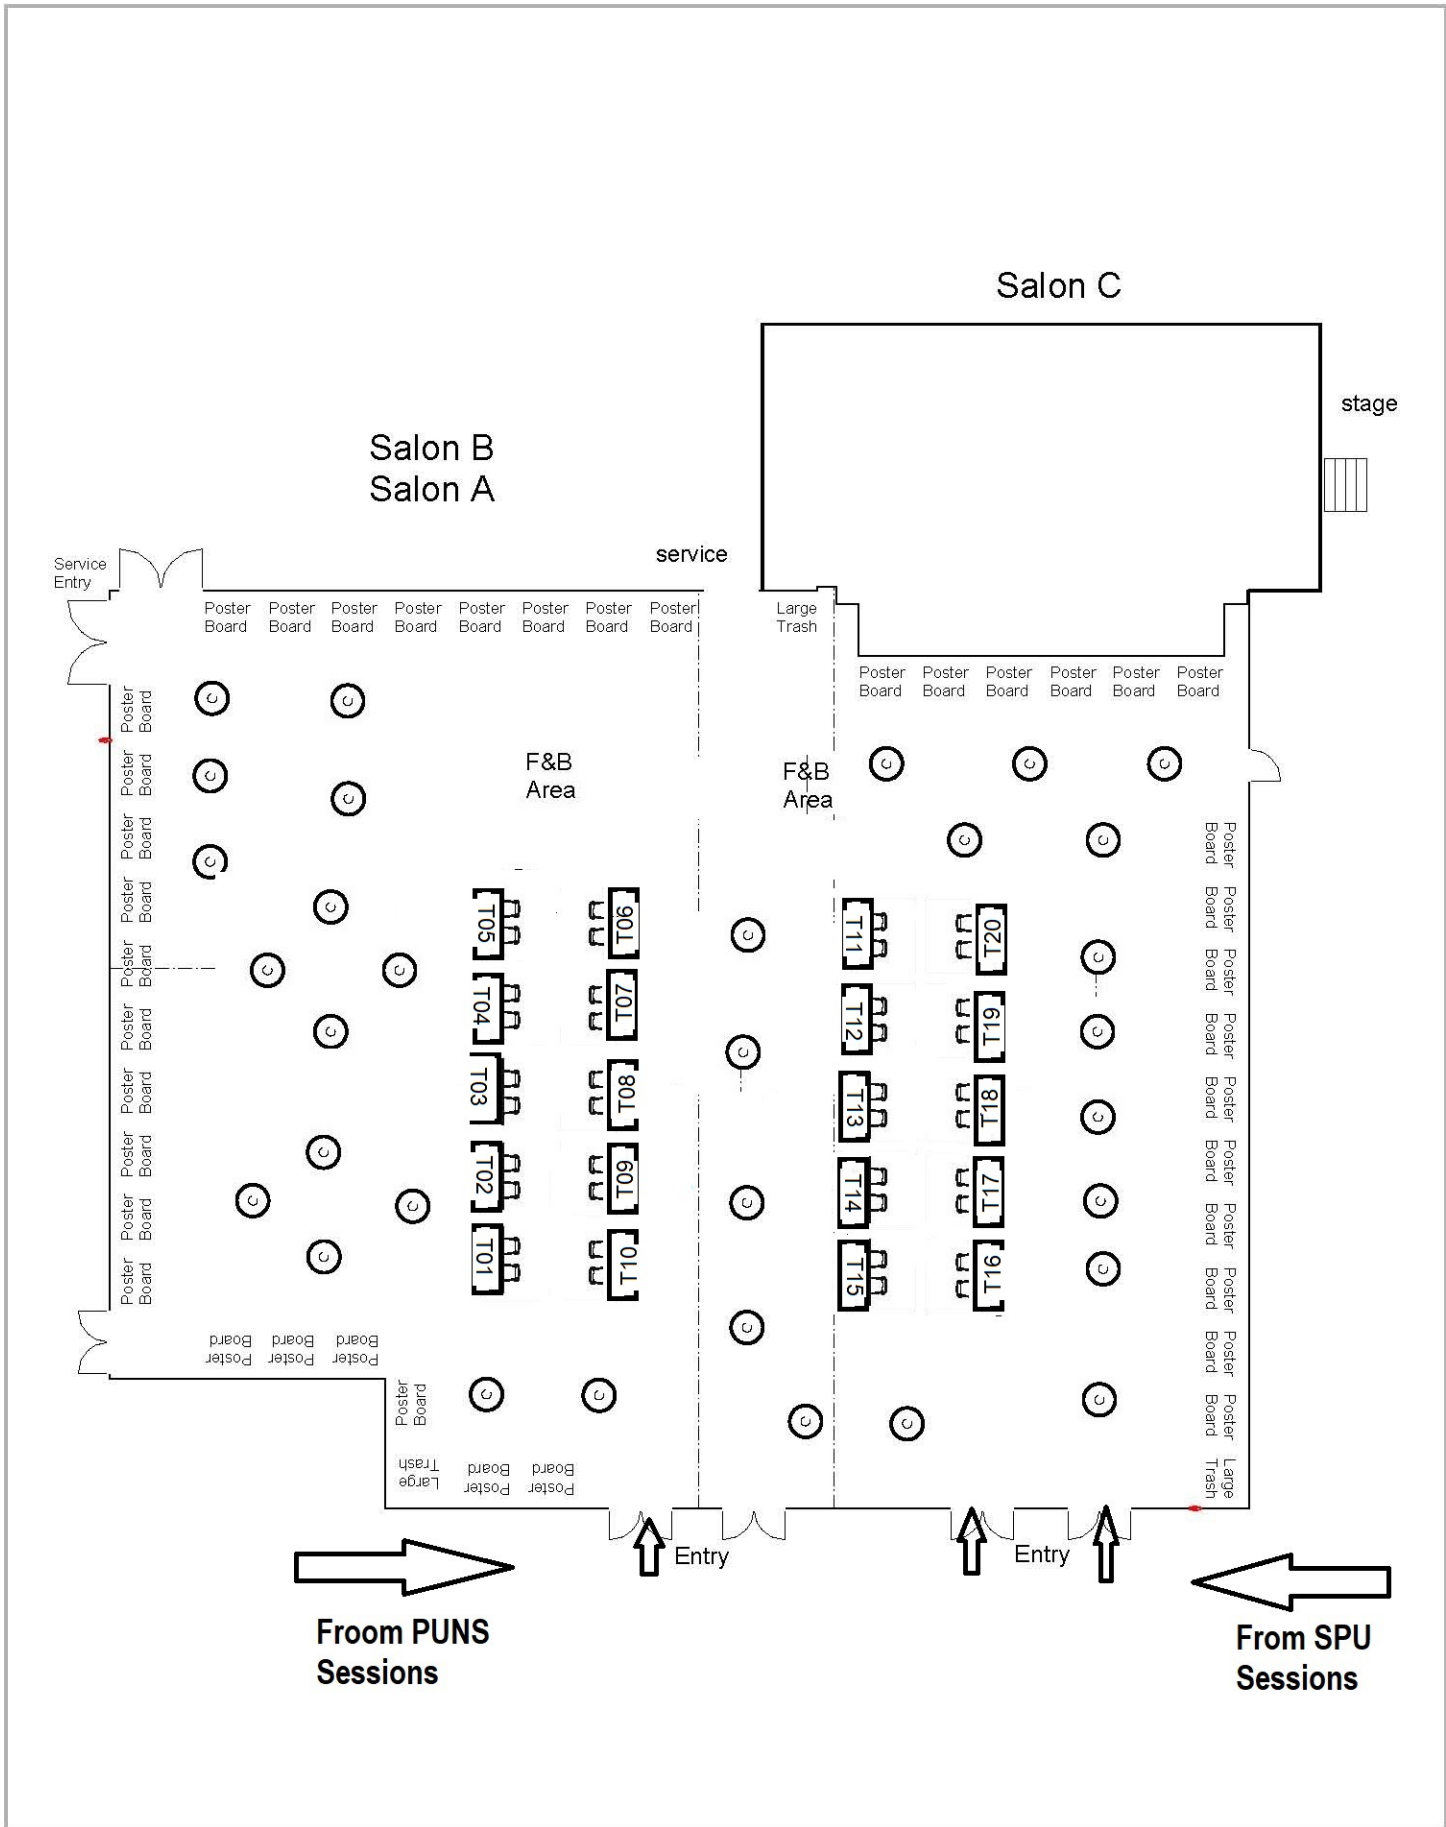 Salon C
stage
Salon B
Salon A
service
Service
Entry
Poster
Board
Poster
Board
Poster
Board
Poster
Board
Poster
Board
Poster
Board
Poster
Board
Poster
Board
Large
Trash
Poster
Board
Poster
Board
Poster
Board
Poster
Board
Poster
Board
Poster
Board
Poster
Board
Poster
Board
Poster
Board
Poster
Board
Poster
Board
Poster
Board
Poster
Board
Poster
Board
Poster
Board
Poster
Board
F&B
Area
F&B
Area
T05
T04
T03
T02
T01
T06
T07
T08
T09
T10
T11
T12
T13
T14
T15
T20
T19
T18
T17
T16
Poster
Board
Poster
Board
Poster
Board
Poster
Board
Poster
Board
Poster
Board
Poster
Board
Poster
Board
Poster
Board
Poster
Board
Large
Trash
Poster
Board
Poster
Board
Poster
Board
Poster
Board
Large
Trash
Poster
Board
Poster
Board
Entry
Entry
Froom PUNS
Sessions
From SPU
Sessions